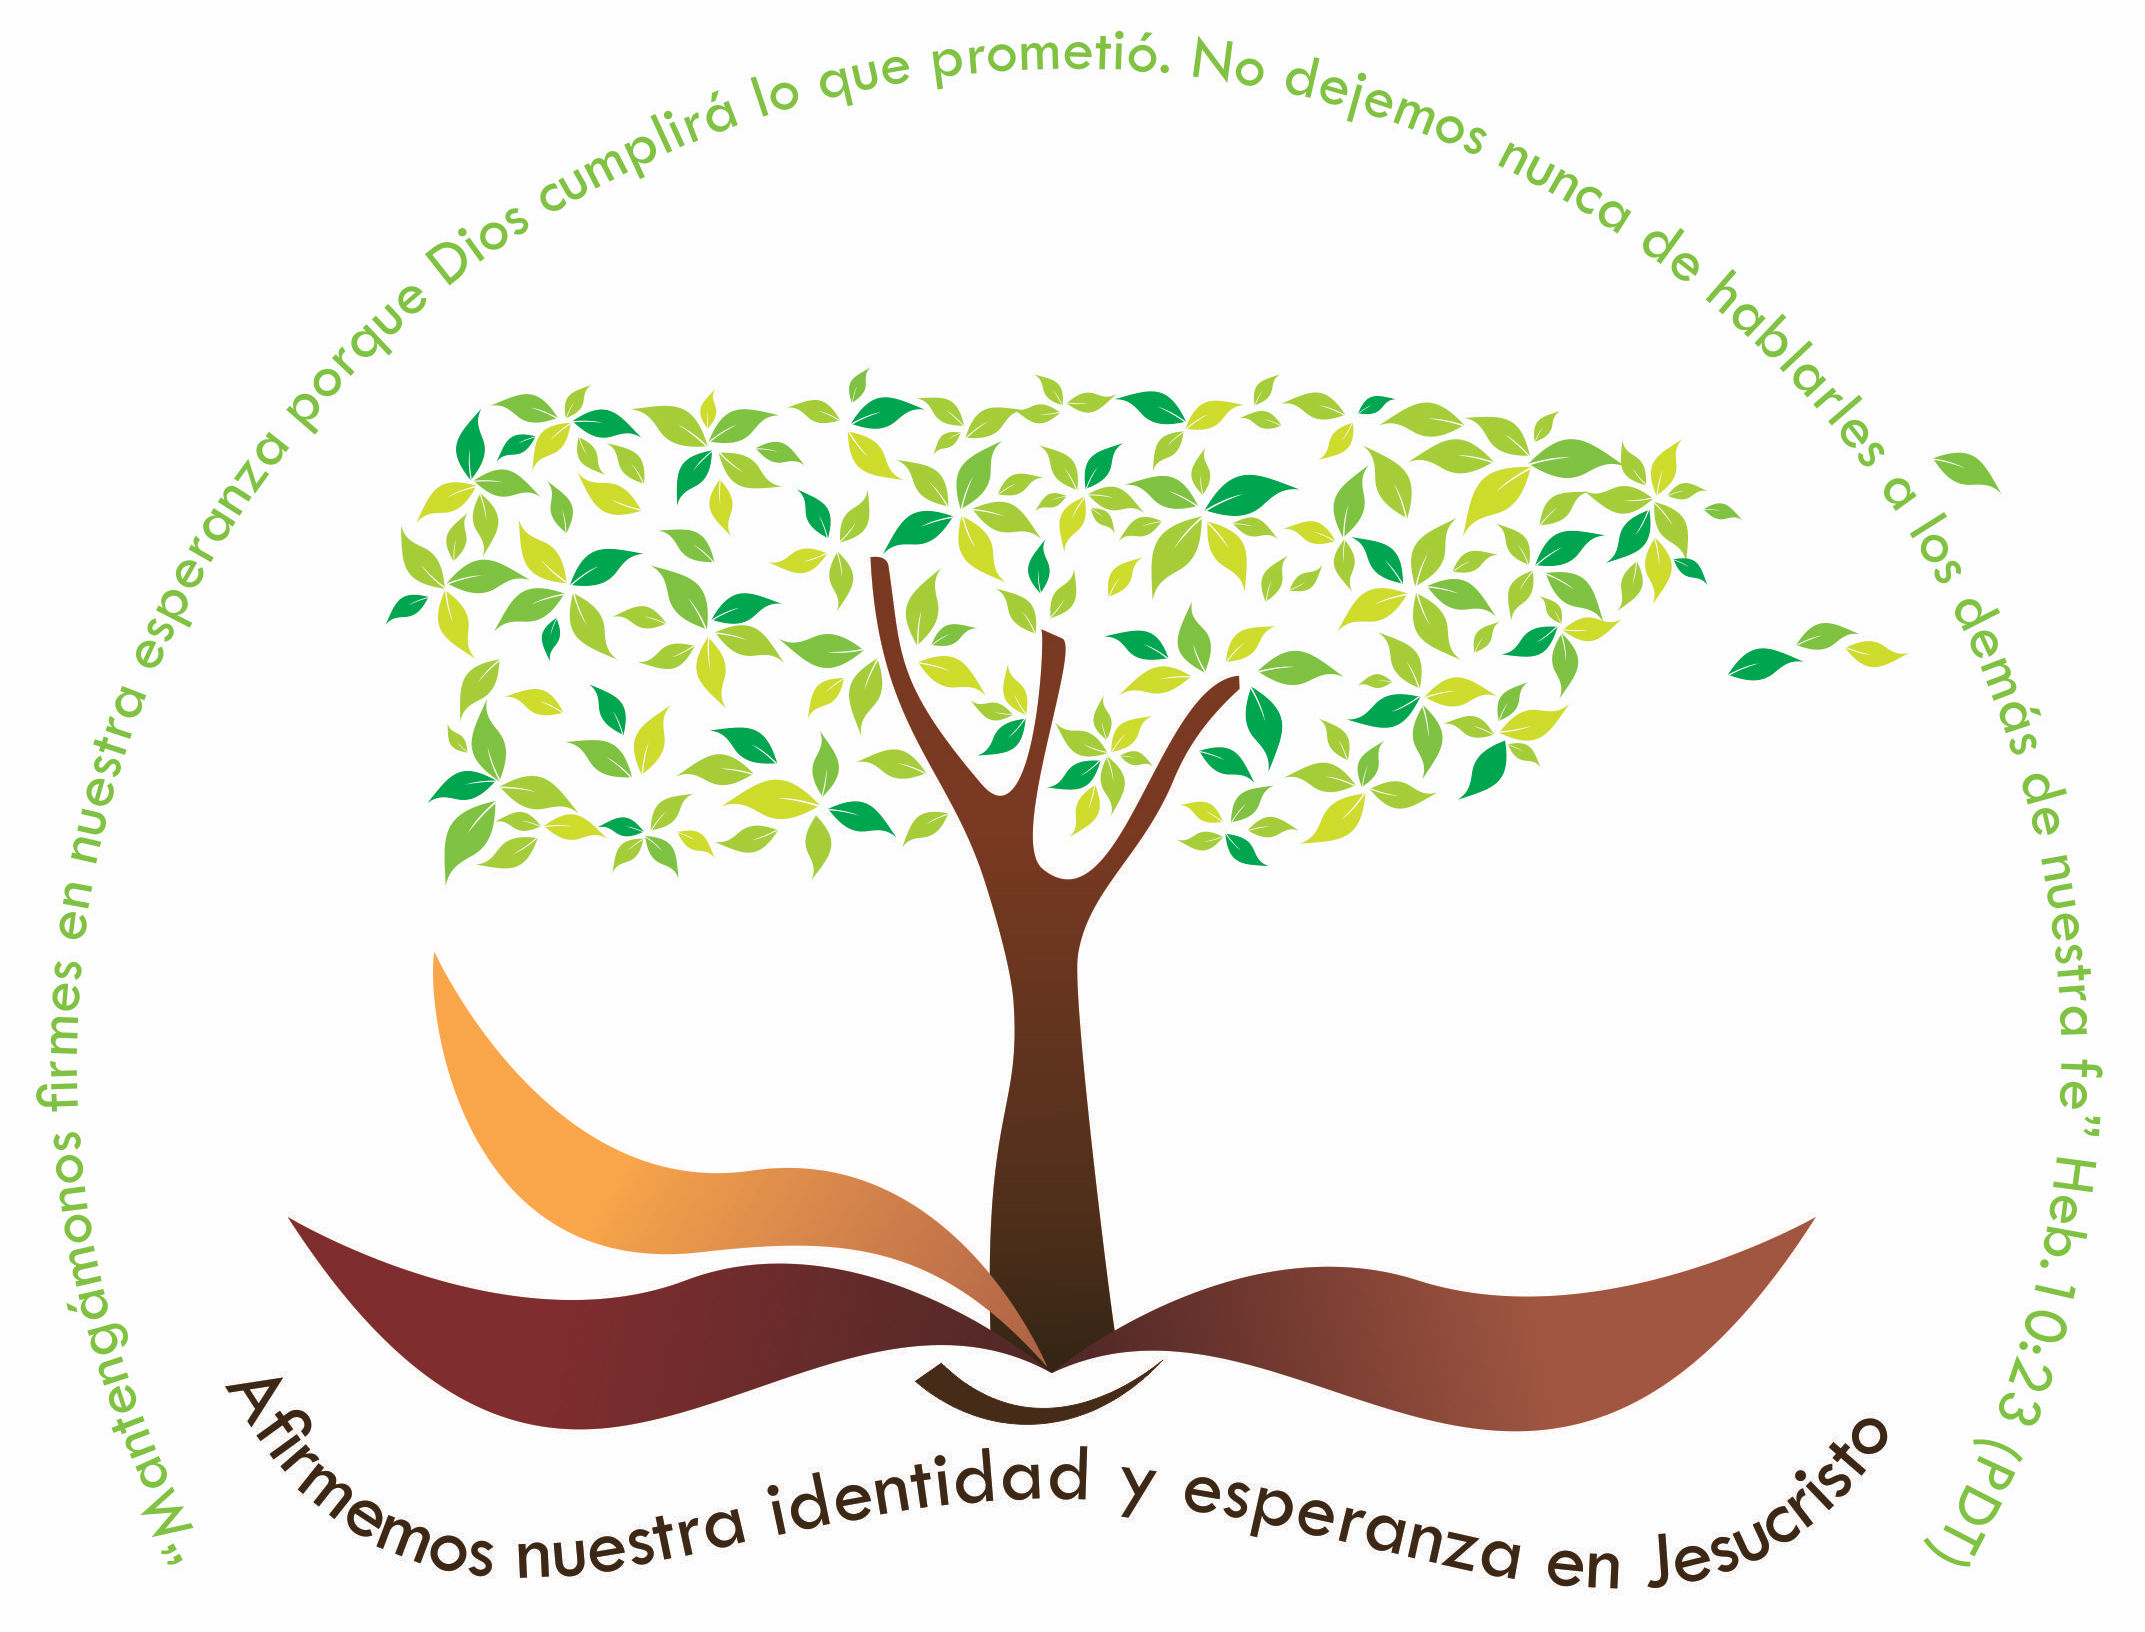 "Mantengámonos firmes en nuestra esperanza porque Dios cumplirá lo que prometió. No dejemos nunca de hablarles a los demás de nuestra fe" Heb. 10:23 (PDT)
Afirmemos nuestra identidad y esperanza en Jesucristo